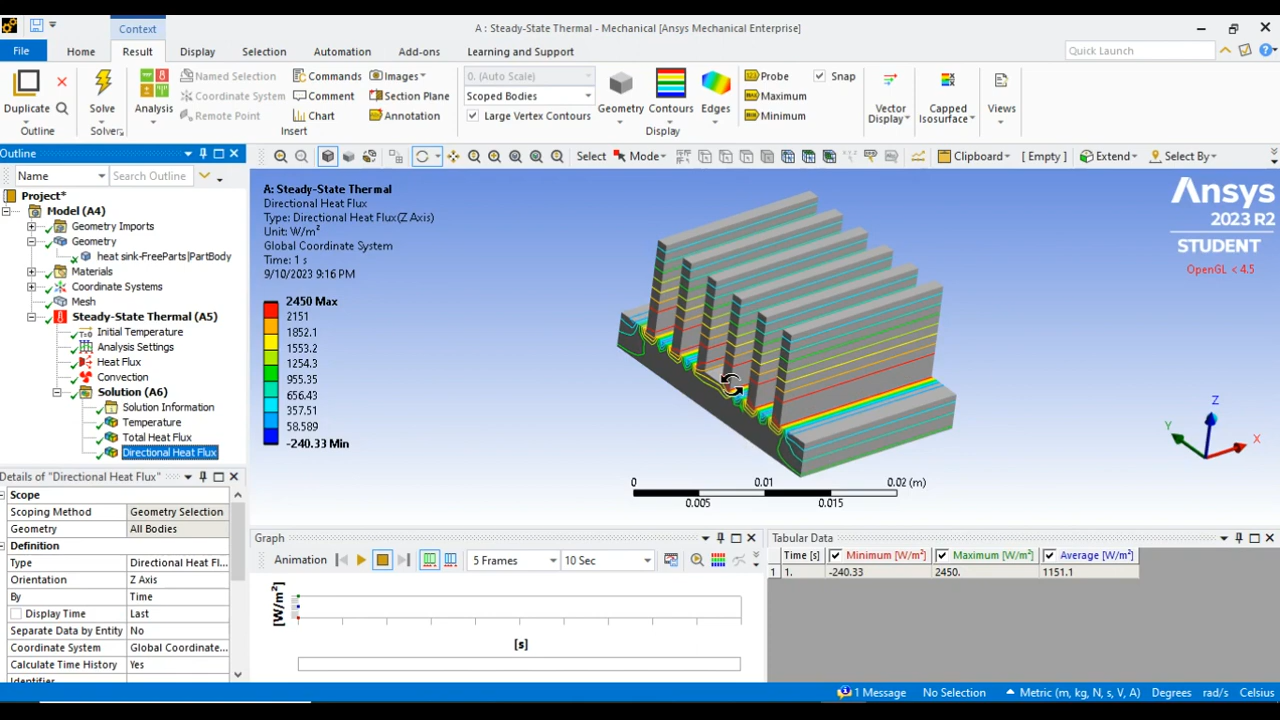 Context
A : Steady-State Thermal - Mechanical [Ansys Mechanical Enterprise]
File Home Result Display Selection Automation Add-ons Learning and Support Quick Launch
Duplicate
Outline
Solve
Solver
Analysis
Named Selection
Coordinate System
Remote Point
Commands
Comment
Chart
Images
Section Plane
Annotation
Insert
0. (Auto Scale)
Scoped Bodies
Large Vertex Contours
Geometry
Contours
Edges
Display
Probe
Maximum
Minimum
Snap
Vector
Display
Capped
Isosurface
Views
Outline
Name Search Outline
Select Mode Clipboard [ Empty ] Extend Select By
Project*
Model (A4)
Geometry Imports
Geometry
heat sink-FreeParts|PartBody
Materials
Coordinate Systems
Mesh
Steady-State Thermal (A5)
Initial Temperature
Analysis Settings
Heat Flux
Convection
Solution (A6)
Solution Information
Temperature
Total Heat Flux
Directional Heat Flux
Details of "Directional Heat Flux"
Scope
Scoping Method Geometry Selection
Geometry All Bodies
Definition
Type Directional Heat Fl...
Orientation Z Axis
By Time
Display Time Last
Separate Data by Entity No
Coordinate System Global Coordinate...
Calculate Time History Yes
A: Steady-State Thermal
Directional Heat Flux
Type: Directional Heat Flux(Z Axis)
Unit: W/m²
Global Coordinate System
Time: 1 s
9/10/2023 9:16 PM
2450 Max
2151
1852.1
1553.2
1254.3
955.35
656.43
357.51
58.589
-240.33 Min
Ansys
2023 R2
STUDENT
OpenGL < 4.5
Z
Y
X
0 0.01 0.02 (m)
0.005 0.015
Graph
Animation 5 Frames 10 Sec
[W/m²]
[s]
Tabular Data
Time [s] Minimum [W/m²] Maximum [W/m²] Average [W/m²]
1 1. -240.33 2450. 1151.1
1 Message No Selection Metric (m, kg, N, s, V, A) Degrees rad/s Celsius